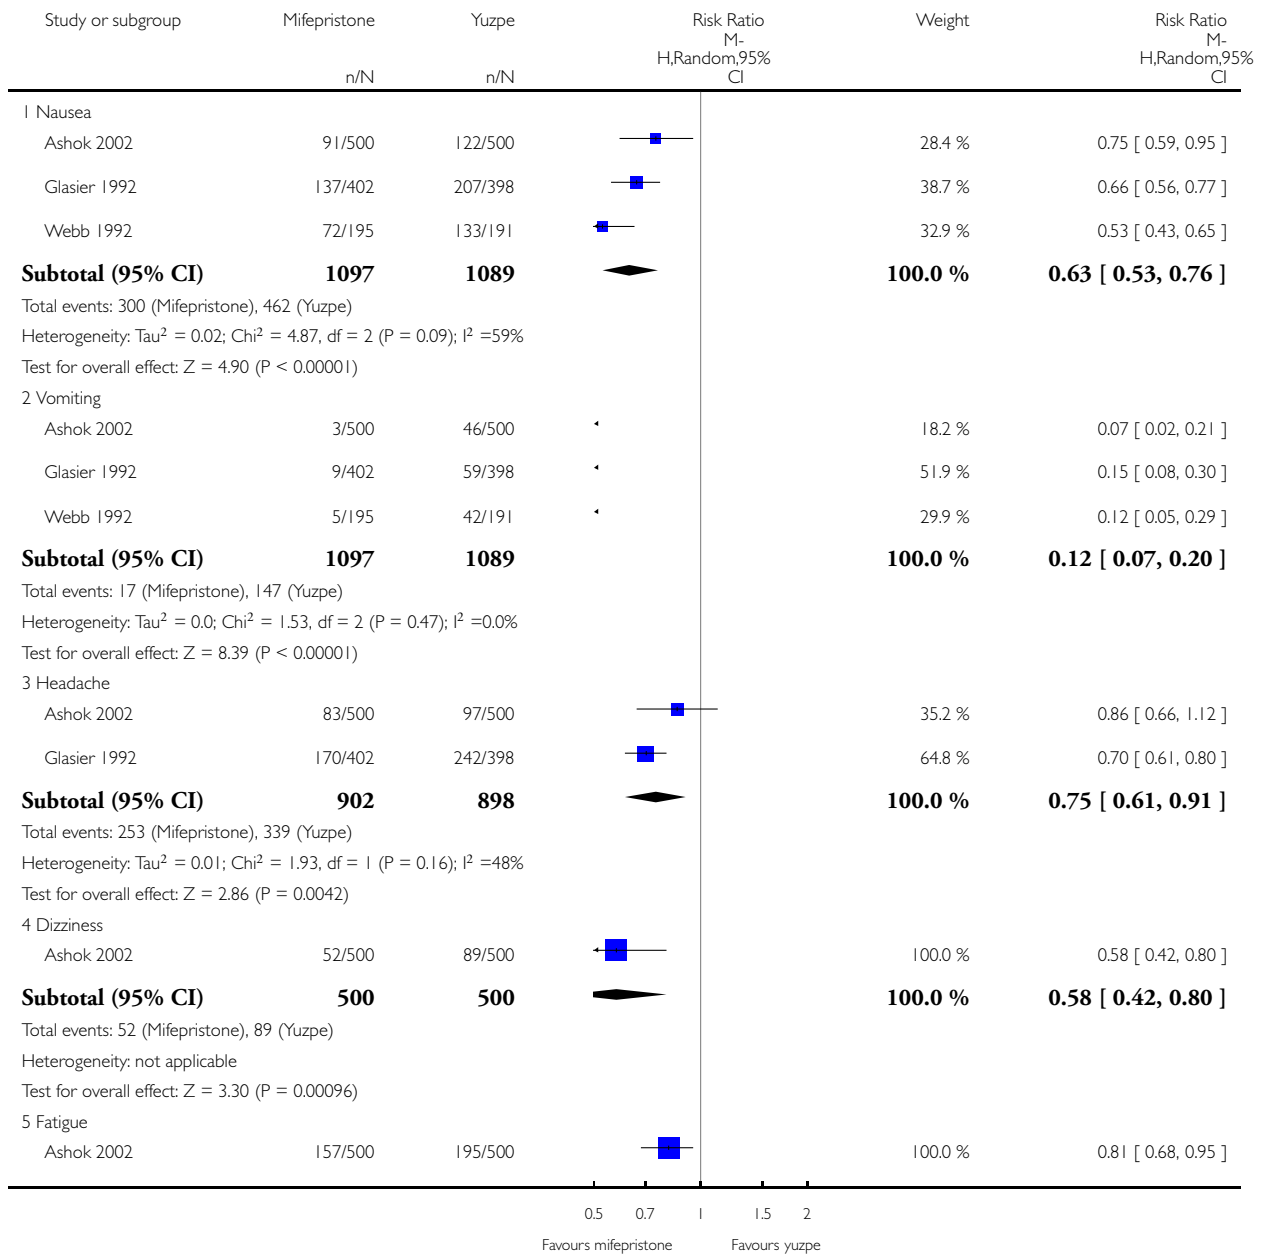 Study or subgroup Mifepristone Yuzpe Risk Ratio Weight Risk Ratio
M- M-
H,Random,95% H,Random,95%
n/N n/N CI CI
1 Nausea
Ashok 2002 91/500 122/500 28.4 % 0.75 [ 0.59, 0.95 ]
Glasier 1992 137/402 207/398 38.7 % 0.66 [ 0.56, 0.77 ]
Webb 1992 72/195 133/191 32.9 % 0.53 [ 0.43, 0.65 ]
Subtotal (95% CI) 1097 1089 100.0 % 0.63 [ 0.53, 0.76 ]
Total events: 300 (Mifepristone), 462 (Yuzpe)
Heterogeneity: Tau² = 0.02; Chi² = 4.87, df = 2 (P = 0.09); I² =59%
Test for overall effect: Z = 4.90 (P < 0.00001)
2 Vomiting
Ashok 2002 3/500 46/500 18.2 % 0.07 [ 0.02, 0.21 ]
Glasier 1992 9/402 59/398 51.9 % 0.15 [ 0.08, 0.30 ]
Webb 1992 5/195 42/191 29.9 % 0.12 [ 0.05, 0.29 ]
Subtotal (95% CI) 1097 1089 100.0 % 0.12 [ 0.07, 0.20 ]
Total events: 17 (Mifepristone), 147 (Yuzpe)
Heterogeneity: Tau² = 0.0; Chi² = 1.53, df = 2 (P = 0.47); I² =0.0%
Test for overall effect: Z = 8.39 (P < 0.00001)
3 Headache
Ashok 2002 83/500 97/500 35.2 % 0.86 [ 0.66, 1.12 ]
Glasier 1992 170/402 242/398 64.8 % 0.70 [ 0.61, 0.80 ]
Subtotal (95% CI) 902 898 100.0 % 0.75 [ 0.61, 0.91 ]
Total events: 253 (Mifepristone), 339 (Yuzpe)
Heterogeneity: Tau² = 0.01; Chi² = 1.93, df = 1 (P = 0.16); I² =48%
Test for overall effect: Z = 2.86 (P = 0.0042)
4 Dizziness
Ashok 2002 52/500 89/500 100.0 % 0.58 [ 0.42, 0.80 ]
Subtotal (95% CI) 500 500 100.0 % 0.58 [ 0.42, 0.80 ]
Total events: 52 (Mifepristone), 89 (Yuzpe)
Heterogeneity: not applicable
Test for overall effect: Z = 3.30 (P = 0.00096)
5 Fatigue
Ashok 2002 157/500 195/500 100.0 % 0.81 [ 0.68, 0.95 ]
0.5 0.7 1 1.5 2
Favours mifepristone Favours yuzpe